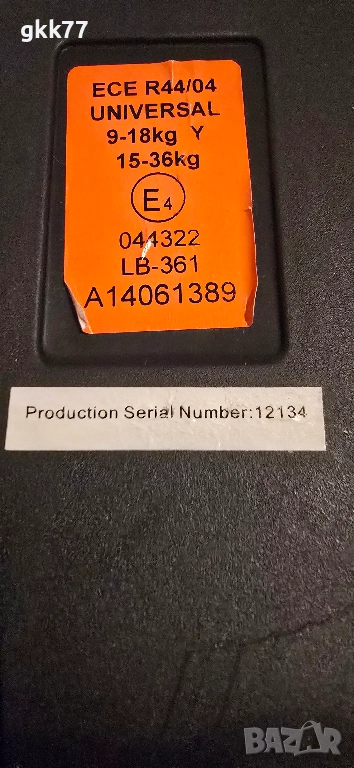 gkk77
ECE R44/04
UNIVERSAL
9-18kg Y
15-36kg
E4
044322
LB-361
A14061389
Production Serial Number:12134
BAZAR